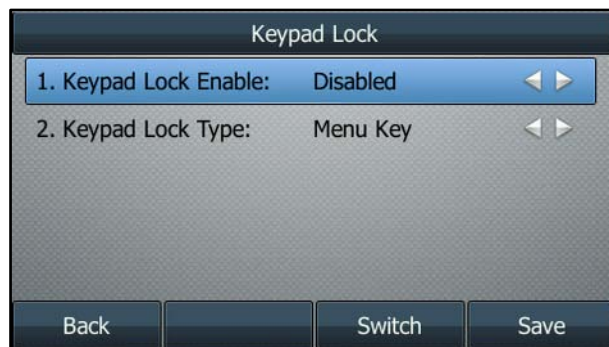 Keypad Lock
1. Keypad Lock Enable: Disabled
2. Keypad Lock Type: Menu Key
Back Switch Save